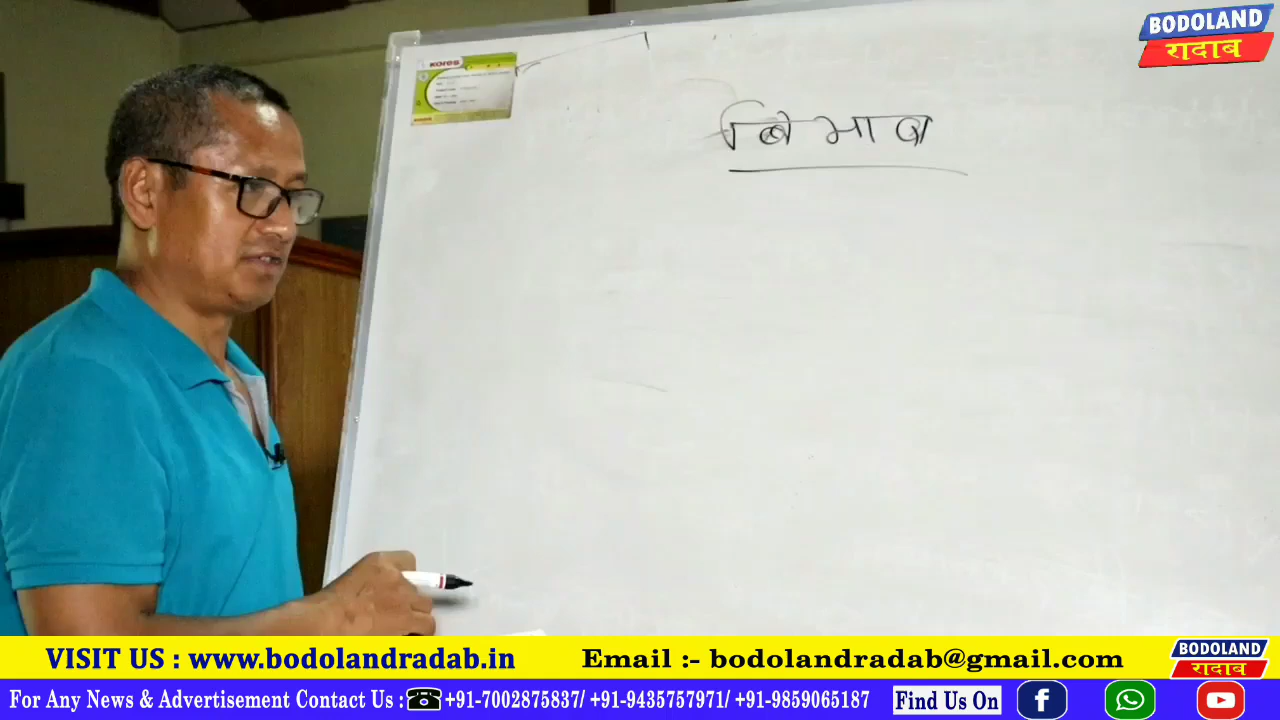 BODOLAND
रादाब
Kores
बिमाब
VISIT US : www.bodolandradab.in
Email :- bodolandradab@gmail.com
BODOLAND
रादाब
For Any News & Advertisement Contact Us : ☎ +91-7002875837/ +91-9435757971/ +91-9859065187
Find Us On